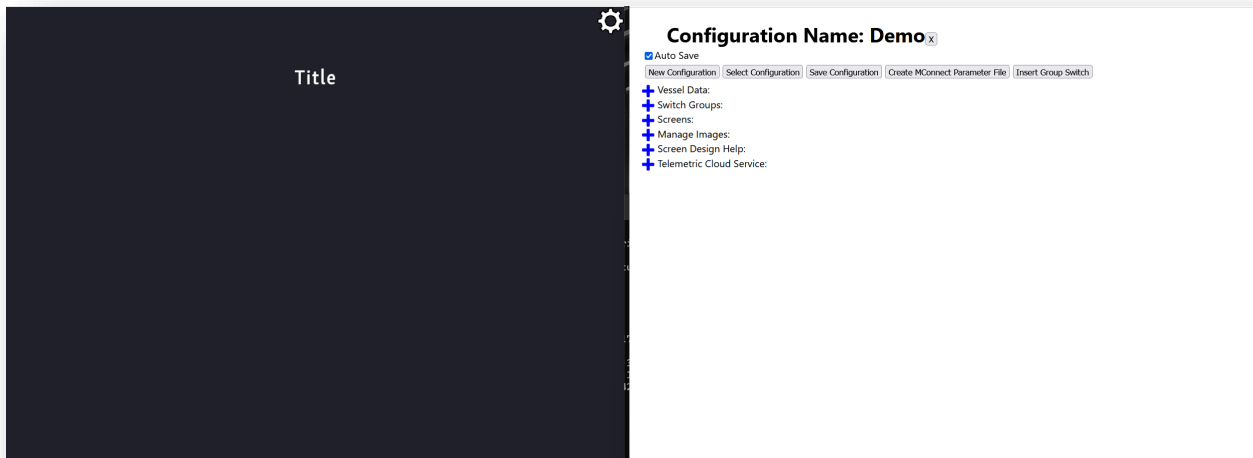 Title
Configuration Name: Demo x
Auto Save
New Configuration Select Configuration Save Configuration Create MConnect Parameter File Insert Group Switch
Vessel Data:
Switch Groups:
Screens:
Manage Images:
Screen Design Help:
Telemetric Cloud Service: